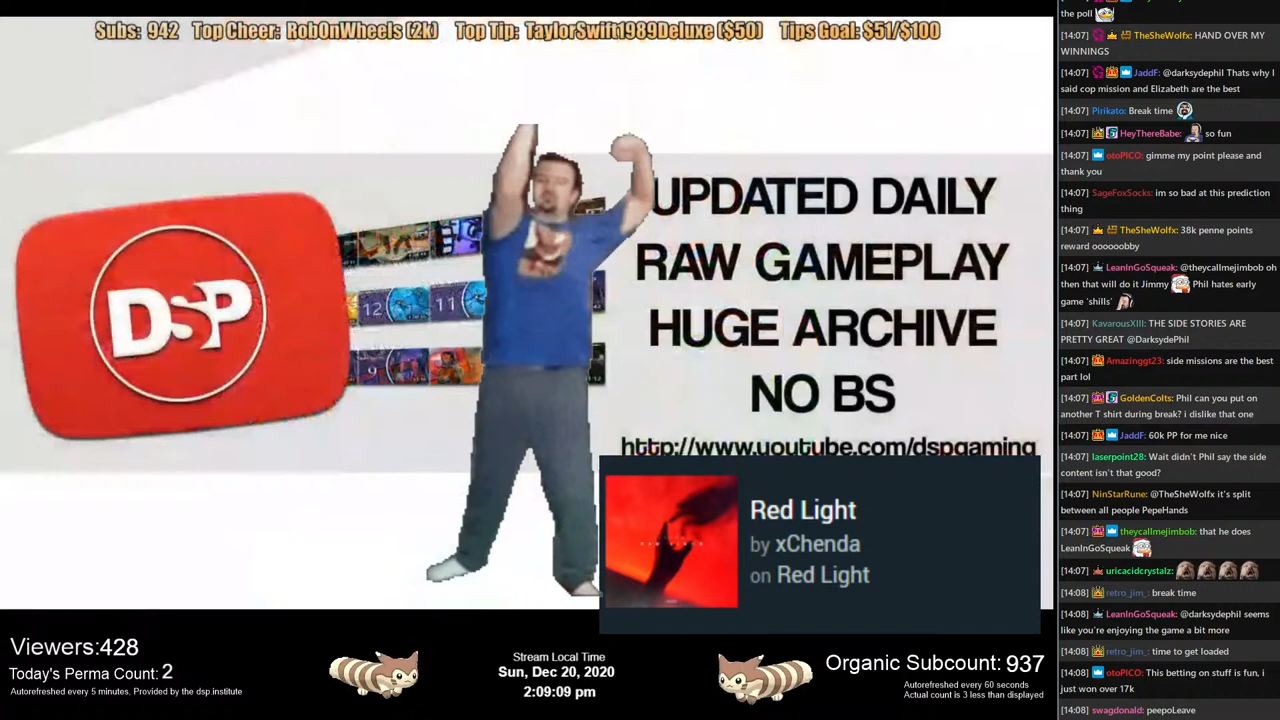 Subs: 942 Top Cheer: RobOnWheels (2k) Top Tip: TaylorSwift1989Deluxe ($50) Tips Goal: $51/$100
DSP
12
11
9
UPDATED DAILY
RAW GAMEPLAY
HUGE ARCHIVE
NO BS
http://www.youtube.com/dspgaming
Red Light
by xChenda
on Red Light
Viewers:428
Today's Perma Count: 2
Autorefreshed every 5 minutes, Provided by the dsp institute
Stream Local Time
Sun, Dec 20, 2020
2:09:09 pm
Organic Subcount: 937
Autorefreshed every 60 seconds
Actual count is 3 less than displayed
the poll
[14:07] TheSheWolfx: HAND OVER MY
WINNINGS
[14:07] JaddF: @darksydephil Thats why I
said cop mission and Elizabeth are the best
[14:07] Pirikato: Break time
[14:07] HeyThereBabe: so fun
[14:07] otoPICO: gimme my point please and
thank you
[14:07] SageFoxSocks: im so bad at this prediction
thing
[14:07] TheSheWolfx: 38k penne points
reward oooooobby
[14:07] LeanInGoSqueak: @theycallmejimbob oh
then that will do it Jimmy Phil hates early
game 'shills'
[14:07] KavarousXIII: THE SIDE STORIES ARE
PRETTY GREAT @DarksydePhil
[14:07] Amazinggt23: side missions are the best
part lol
[14:07] GoldenColts: Phil can you put on
another T shirt during break? i dislike that one
[14:07] JaddF: 60k PP for me nice
[14:07] laserpoint28: Wait didn't Phil say the side
content isn't that good?
[14:07] NinStarRune: @TheSheWolfx it's split
between all people PepeHands
[14:07] theycallmejimbob: that he does
LeanInGoSqueak
[14:07] uricacidcrystalz:
[14:08] retro_jim_: break time
[14:08] LeanInGoSqueak: @darksydephil seems
like you're enjoying the game a bit more
[14:08] retro_jim_: time to get loaded
[14:08] otoPICO: This betting on stuff is fun, i
just won over 17k
[14:08] swagdonald: peepoLeave